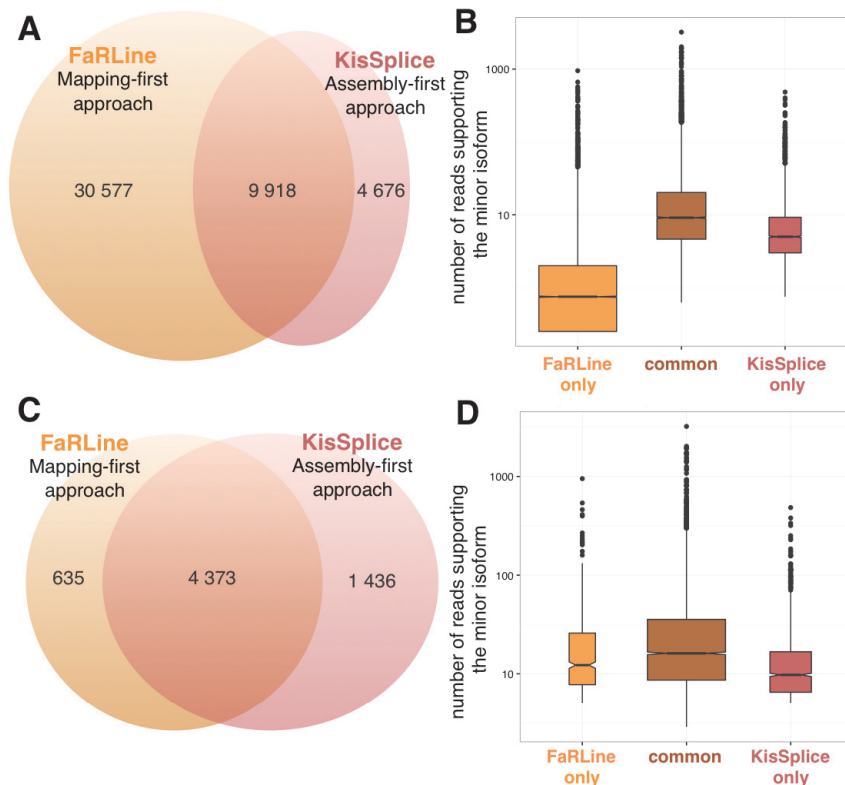 A
FaRLine
Mapping-first
approach
KisSplice
Assembly-first
approach
30 577
9 918
4 676
B
number of reads supporting
the minor isoform
1000
10
FaRLine
only
common
KisSplice
only
C
FaRLine
Mapping-first
approach
KisSplice
Assembly-first
approach
635
4 373
1 436
D
number of reads supporting
the minor isoform
1000
100
10
FaRLine
only
common
KisSplice
only